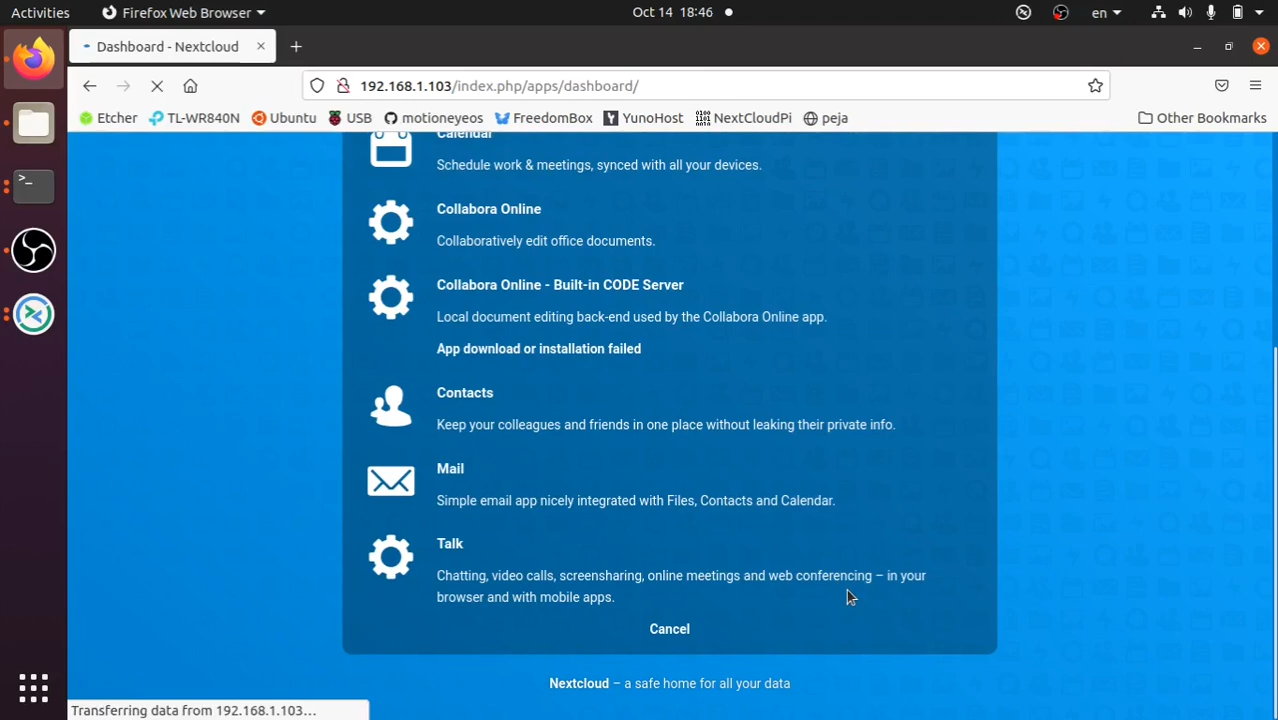 Activities
Firefox Web Browser
Oct 14 18:46
en
Dashboard - Nextcloud
192.168.1.103/index.php/apps/dashboard/
Etcher
TL-WR840N
Ubuntu
USB
motioneyeos
FreedomBox
YunoHost
NextCloudPi
peja
Other Bookmarks
Calendar
Schedule work & meetings, synced with all your devices.
Collabora Online
Collaboratively edit office documents.
Collabora Online - Built-in CODE Server
Local document editing back-end used by the Collabora Online app.
App download or installation failed
Contacts
Keep your colleagues and friends in one place without leaking their private info.
Mail
Simple email app nicely integrated with Files, Contacts and Calendar.
Talk
Chatting, video calls, screensharing, online meetings and web conferencing – in your
browser and with mobile apps.
Cancel
Nextcloud – a safe home for all your data
Transferring data from 192.168.1.103...